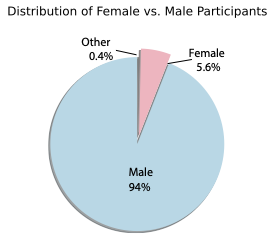 Distribution of Female vs. Male Participants
Other
0.4%
Female
5.6%
Male
94%